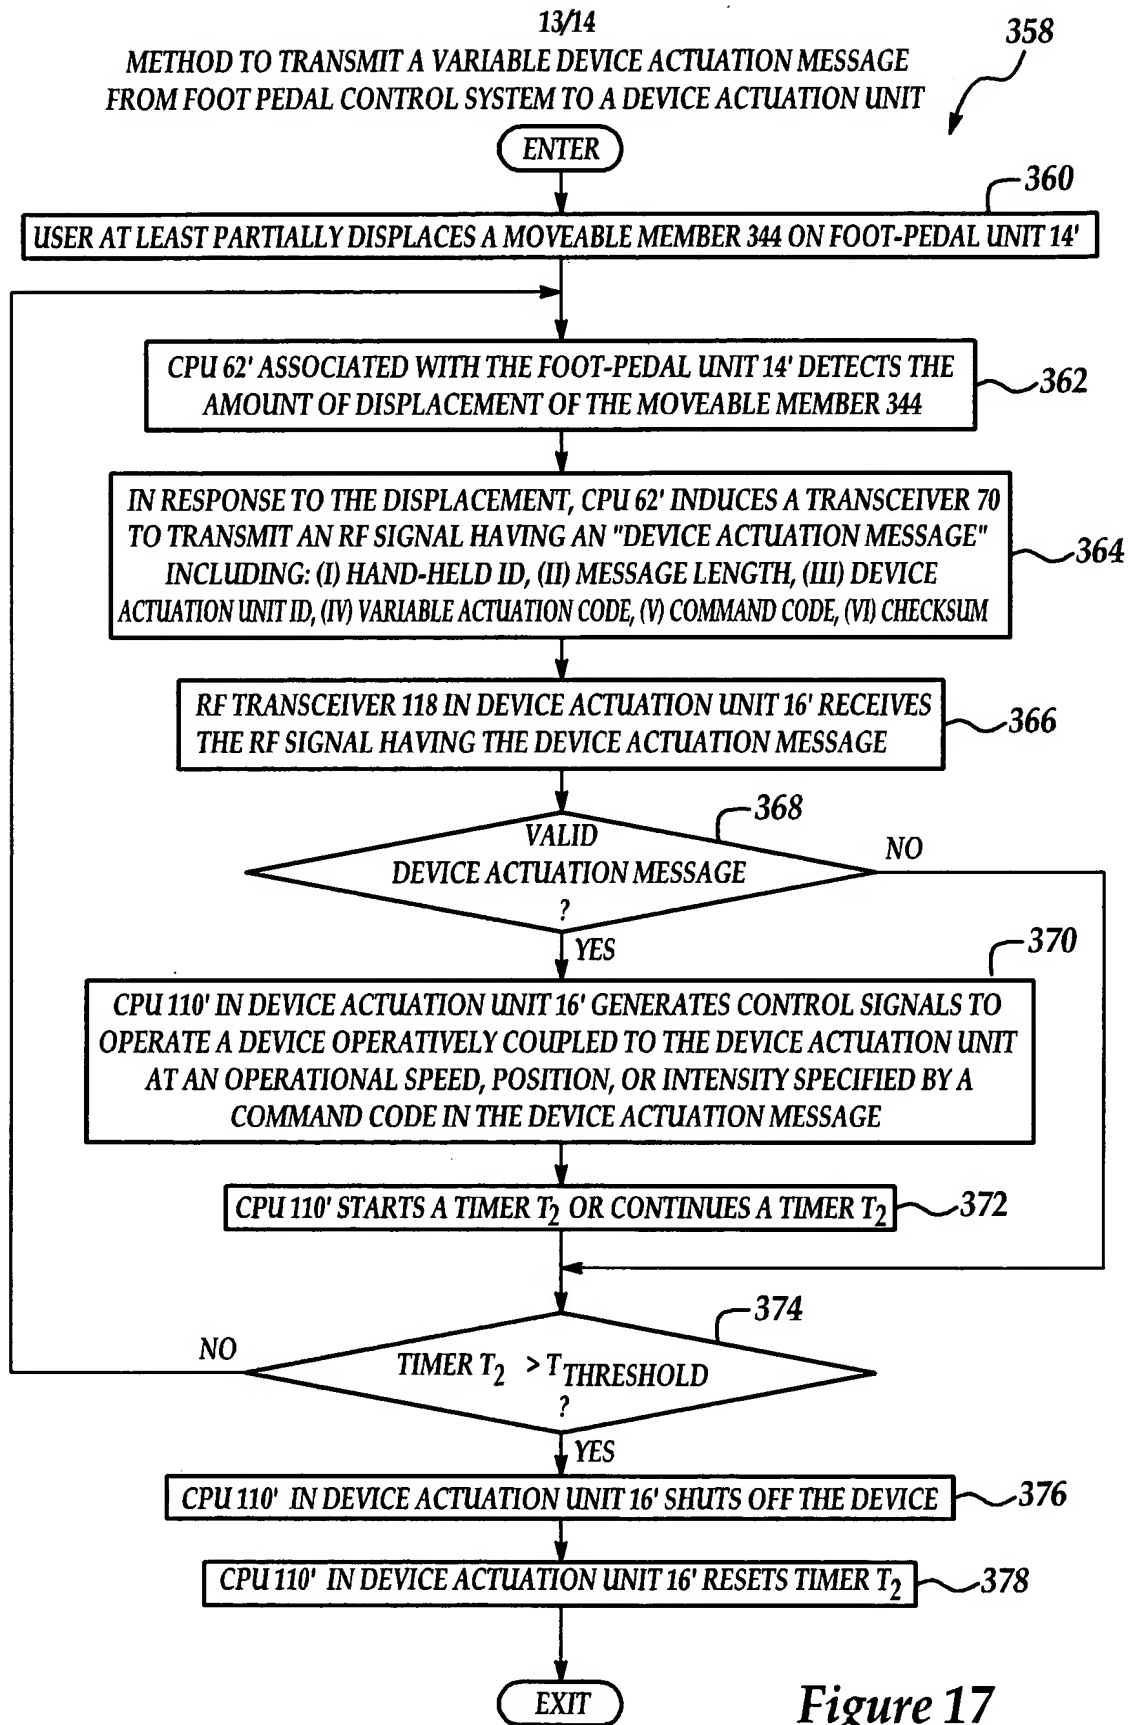 13/14
METHOD TO TRANSMIT A VARIABLE DEVICE ACTUATION MESSAGE
FROM FOOT PEDAL CONTROL SYSTEM TO A DEVICE ACTUATION UNIT
358
ENTER
360
USER AT LEAST PARTIALLY DISPLACES A MOVEABLE MEMBER 344 ON FOOT-PEDAL UNIT 14'
CPU 62' ASSOCIATED WITH THE FOOT-PEDAL UNIT 14' DETECTS THE
AMOUNT OF DISPLACEMENT OF THE MOVEABLE MEMBER 344
362
IN RESPONSE TO THE DISPLACEMENT, CPU 62' INDUCES A TRANSCEIVER 70
TO TRANSMIT AN RF SIGNAL HAVING AN "DEVICE ACTUATION MESSAGE"
INCLUDING: (I) HAND-HELD ID, (II) MESSAGE LENGTH, (III) DEVICE
ACTUATION UNIT ID, (IV) VARIABLE ACTUATION CODE, (V) COMMAND CODE, (VI) CHECKSUM
364
RF TRANSCEIVER 118 IN DEVICE ACTUATION UNIT 16' RECEIVES
THE RF SIGNAL HAVING THE DEVICE ACTUATION MESSAGE
366
368
VALID
DEVICE ACTUATION MESSAGE
?
NO
YES
370
CPU 110' IN DEVICE ACTUATION UNIT 16' GENERATES CONTROL SIGNALS TO
OPERATE A DEVICE OPERATIVELY COUPLED TO THE DEVICE ACTUATION UNIT
AT AN OPERATIONAL SPEED, POSITION, OR INTENSITY SPECIFIED BY A
COMMAND CODE IN THE DEVICE ACTUATION MESSAGE
CPU 110' STARTS A TIMER T2 OR CONTINUES A TIMER T2
372
374
NO
TIMER T2 > T THRESHOLD
?
YES
CPU 110' IN DEVICE ACTUATION UNIT 16' SHUTS OFF THE DEVICE
376
CPU 110' IN DEVICE ACTUATION UNIT 16' RESETS TIMER T2
378
EXIT
Figure 17